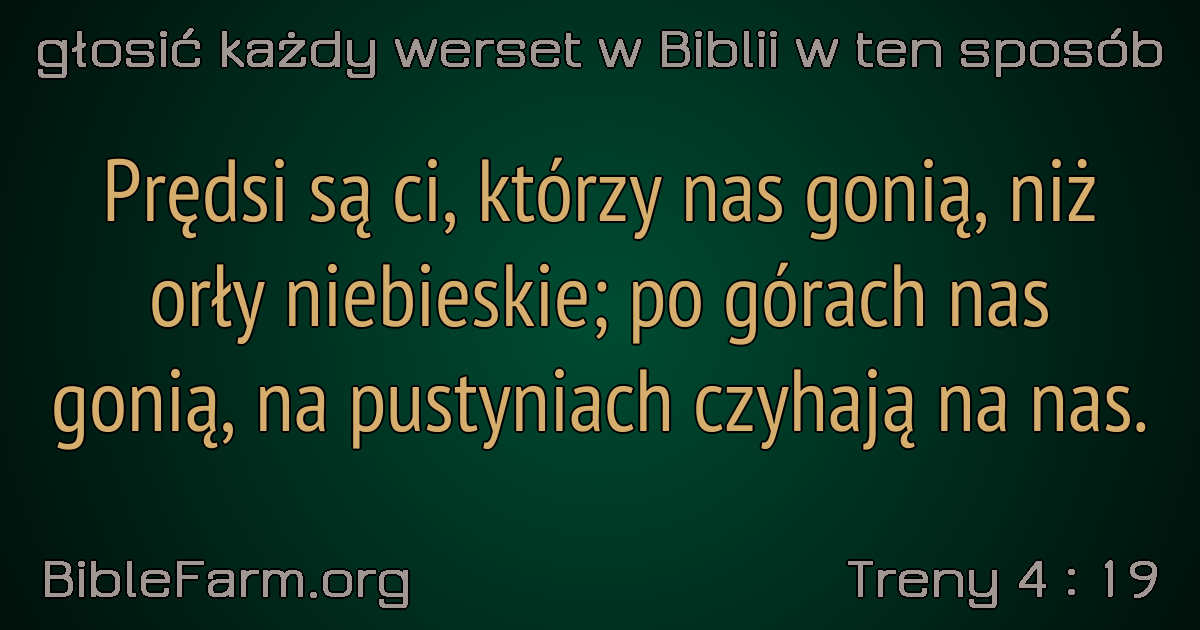 głosić każdy werset w Biblii w ten sposób
Prędsi są ci, którzy nas gonią, niż
orły niebieskie; po górach nas
gonią, na pustyniach czyhają na nas.
BibleFarm.org
Treny 4 : 19